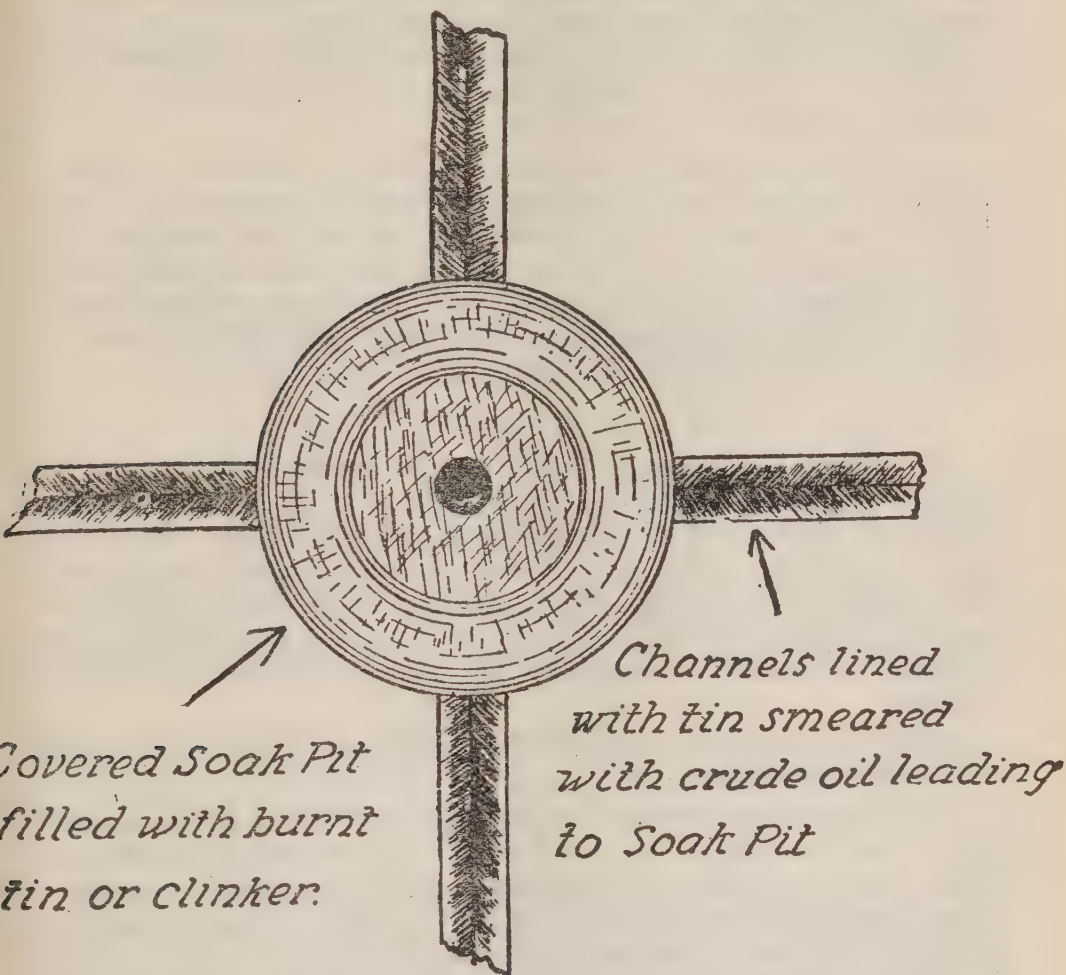 Covered Soak Pit
filled with burnt
tin or clinker.
Channels lined
with tin smeared
with crude oil leading
to Soak Pit